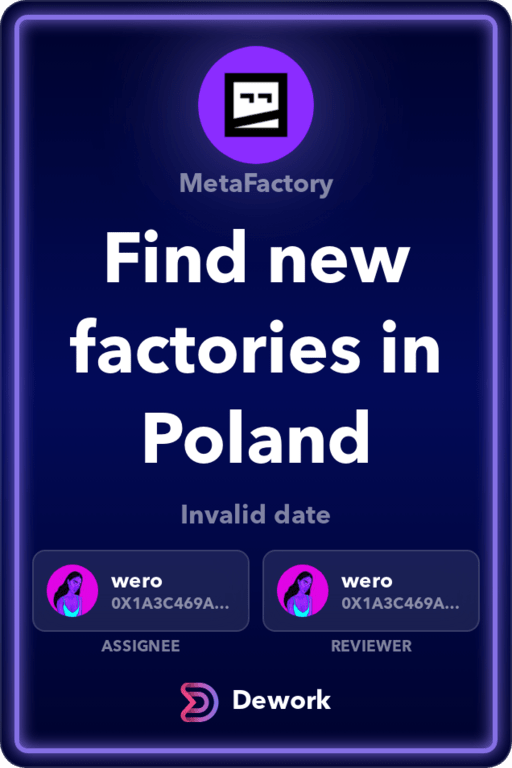 MetaFactory
Find new
factories in
Poland
Invalid date
wero
0X1A3C469A...
wero
0X1A3C469A...
ASSIGNEE
REVIEWER
Dework